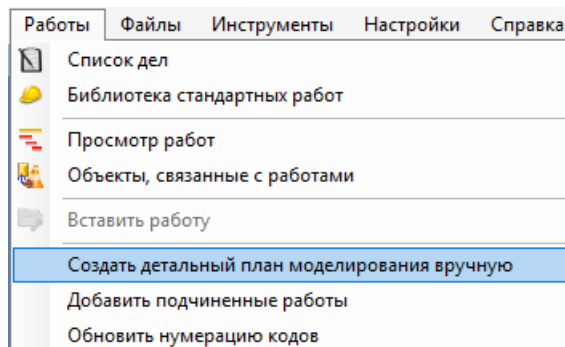 Работы Файлы Инструменты Настройки Справка
Список дел
Библиотека стандартных работ
Просмотр работ
Объекты, связанные с работами
Вставить работу
Создать детальный план моделирования вручную
Добавить подчиненные работы
Обновить нумерацию кодов